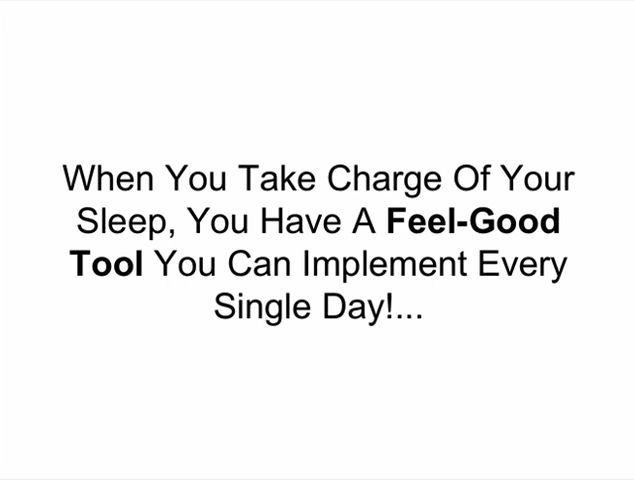 When You Take Charge Of Your
Sleep, You Have A Feel-Good
Tool You Can Implement Every
Single Day!...